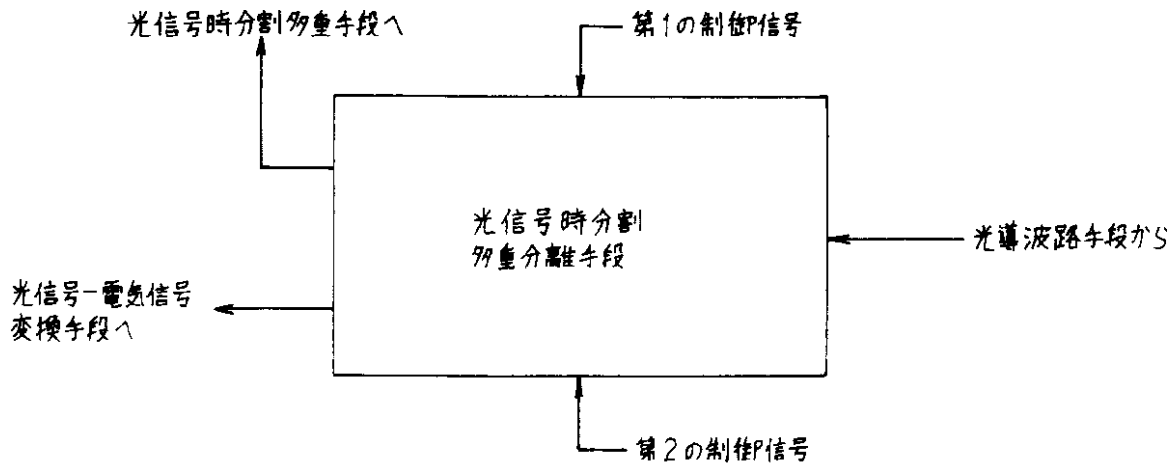 光信号時分割多重手段へ
第1の制御信号
光信号時分割
多重分離手段
光導波路手段から
光信号-電気信号
変換手段へ
第2の制御信号